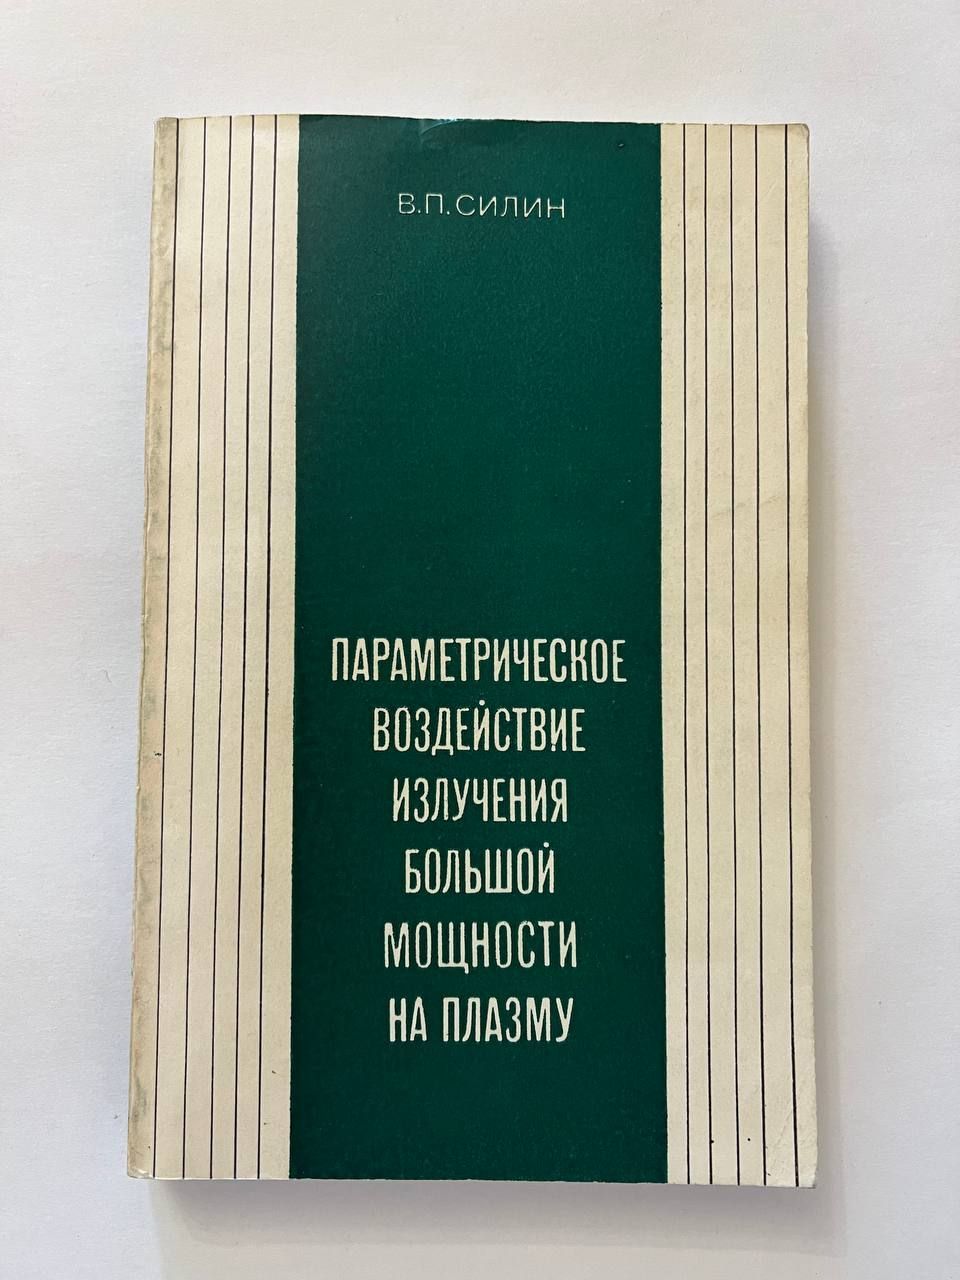 В.П.СИЛИН
ПАРАМЕТРИЧЕСКОЕ
ВОЗДЕЙСТВИЕ
ИЗЛУЧЕНИЯ
БОЛЬШОЙ
МОЩНОСТИ
НА ПЛАЗМУ